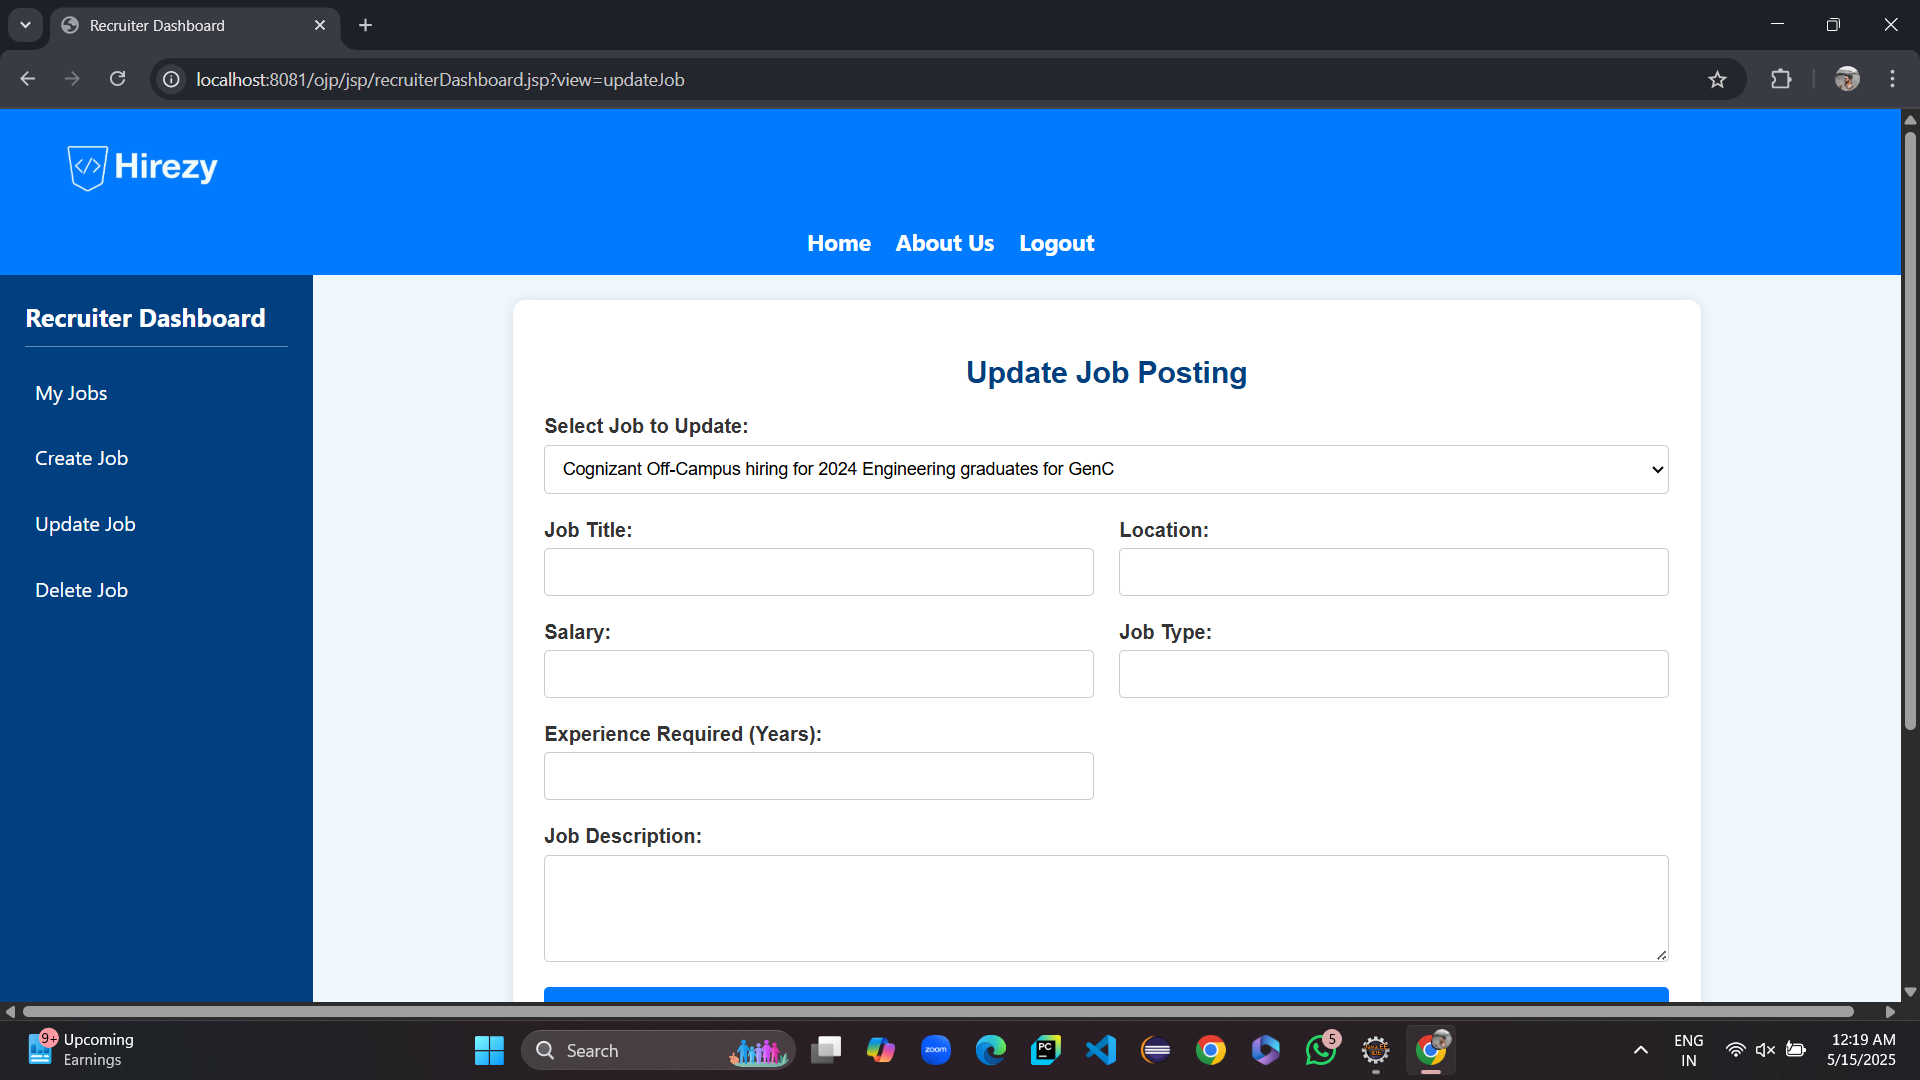 Recruiter Dashboard
localhost:8081/ojp/jsp/recruiterDashboard.jsp?view=updateJob
</> Hirezy
Home About Us Logout
Recruiter Dashboard
My Jobs
Create Job
Update Job
Delete Job
Update Job Posting
Select Job to Update:
Cognizant Off-Campus hiring for 2024 Engineering graduates for GenC
Job Title: Location:
Salary: Job Type:
Experience Required (Years):
Job Description:
9+
Upcoming
Earnings
Search
zoom
PC
5
ENG
IN
12:19 AM
5/15/2025